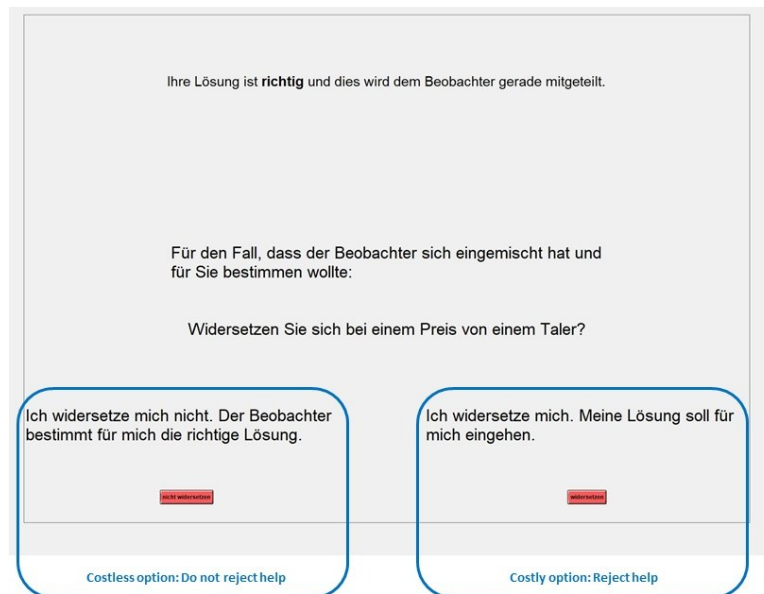 Ihre Lösung ist richtig und dies wird dem Beobachter gerade mitgeteilt.
Für den Fall, dass der Beobachter sich eingemischt hat und
für Sie bestimmen wollte:
Widersetzen Sie sich bei einem Preis von einem Taler?
Ich widersetze mich nicht. Der Beobachter
bestimmt für mich die richtige Lösung.
nicht widersetzen
Costless option: Do not reject help
Ich widersetze mich. Meine Lösung soll für
mich eingehen.
widersetzen
Costly option: Reject help